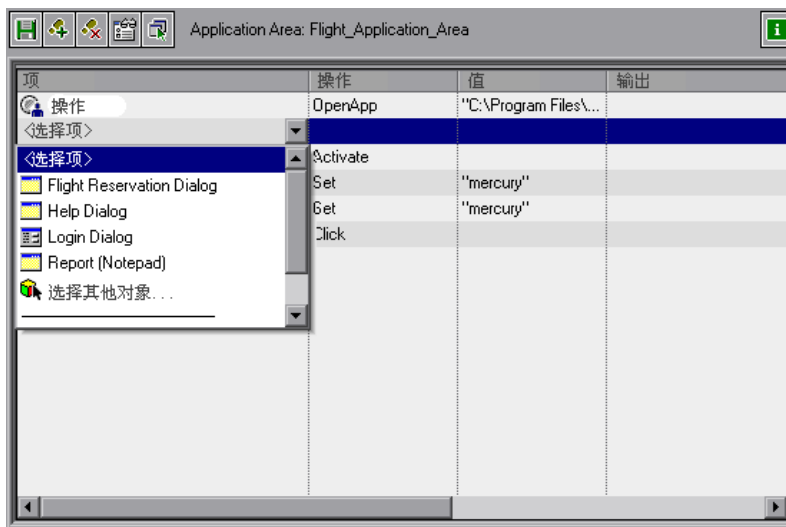 Application Area: Flight_Application_Area
项 操作 值 输出
操作 OpenApp "C:\Program Files\...
<选择项>
<选择项> Activate
Flight Reservation Dialog Set "mercury"
Help Dialog Set "mercury"
Login Dialog Click
Report (Notepad)
选择其他对象...